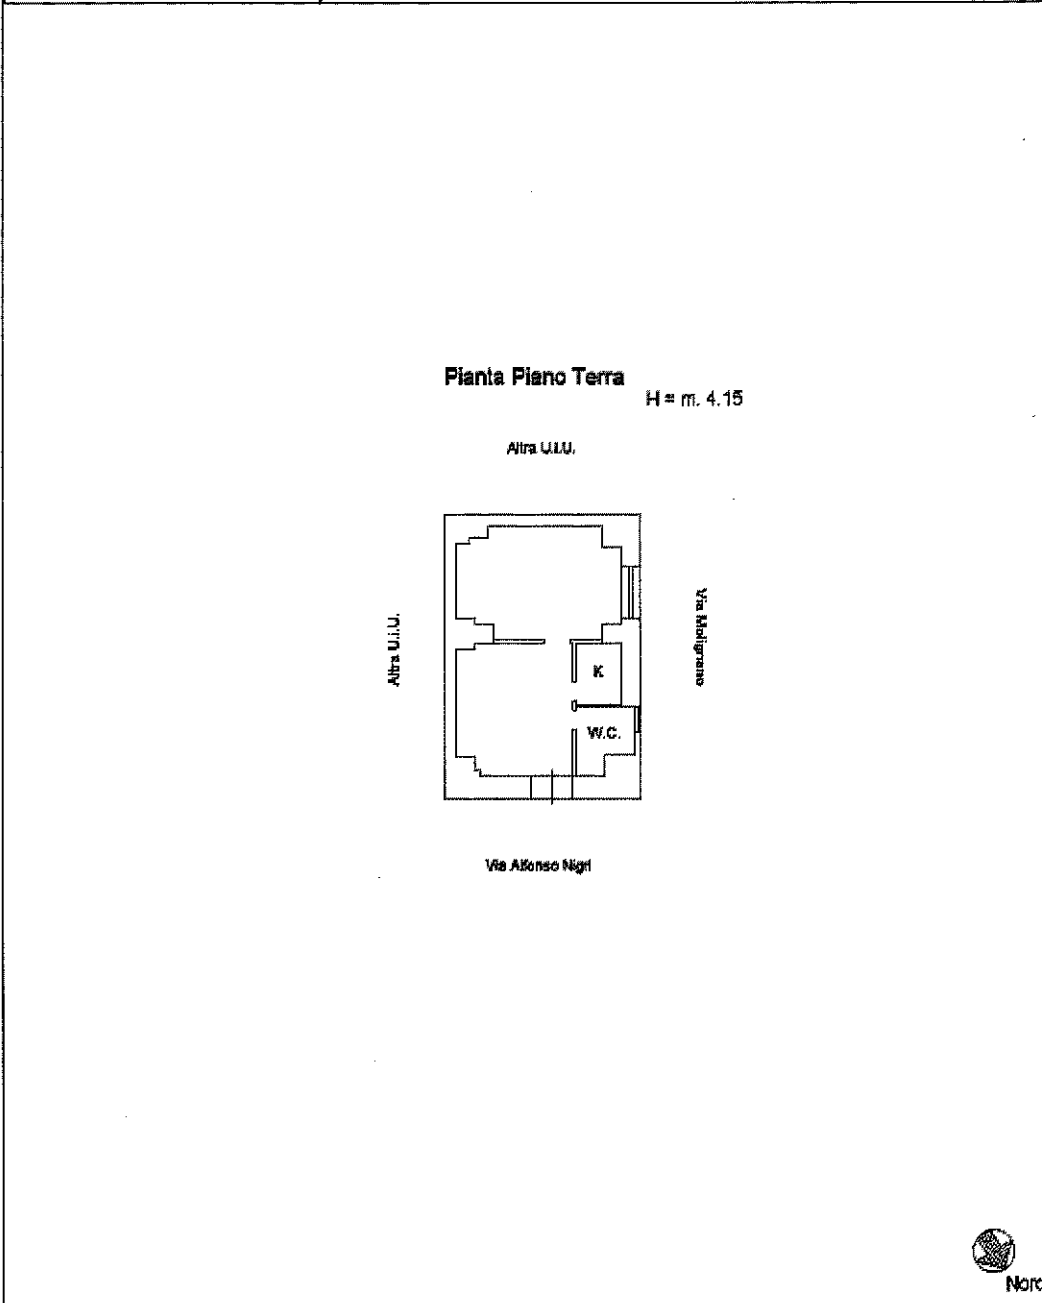 Pianta Piano Terra
H = m. 4.15
Altra U.I.U.
Altra U.I.U.
Via Molignano
K
W.C.
Via Alfonso Nigri
Nord